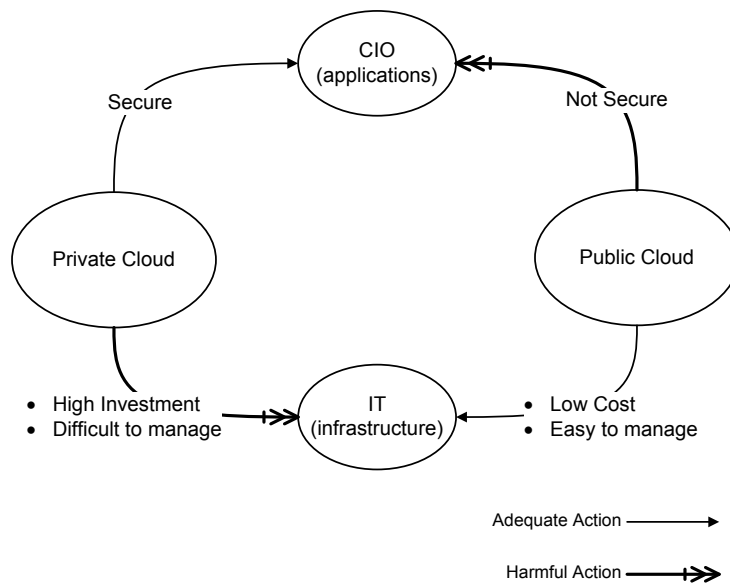 CIO
(applications)
Secure
Not Secure
Private Cloud
Public Cloud
• High Investment
• Difficult to manage
IT
(infrastructure)
• Low Cost
• Easy to manage
Adequate Action
Harmful Action